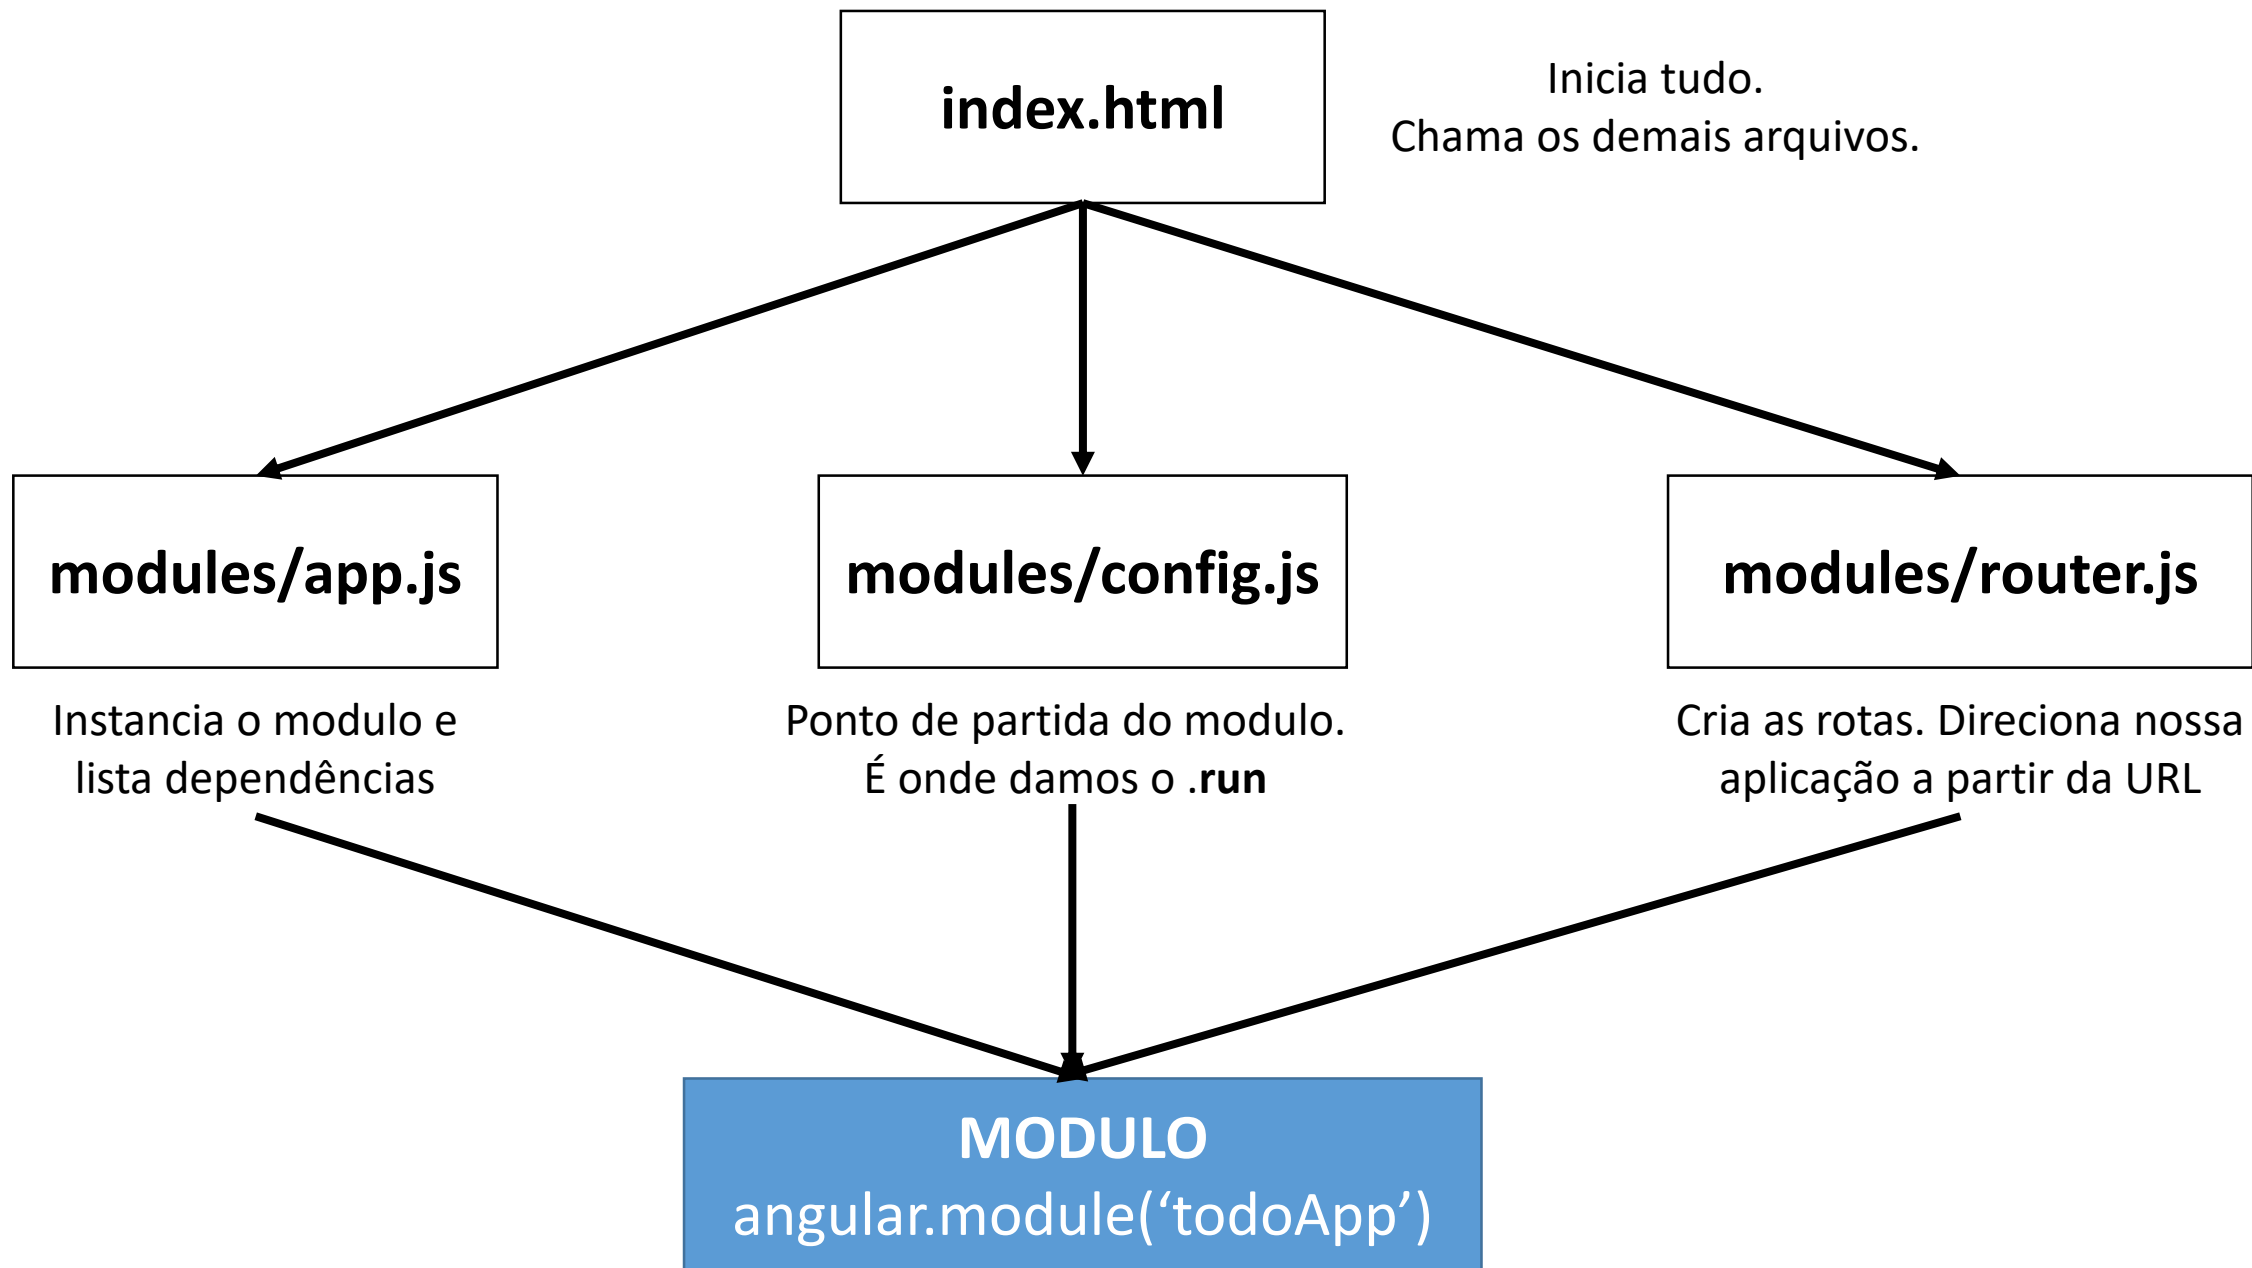 index.html
Inicia tudo.
Chama os demais arquivos.
modules/app.js
modules/config.js
modules/router.js
Instancia o modulo e
lista dependências
Ponto de partida do modulo.
É onde damos o .run
Cria as rotas. Direciona nossa
aplicação a partir da URL
MODULO
angular.module(‘todoApp’)